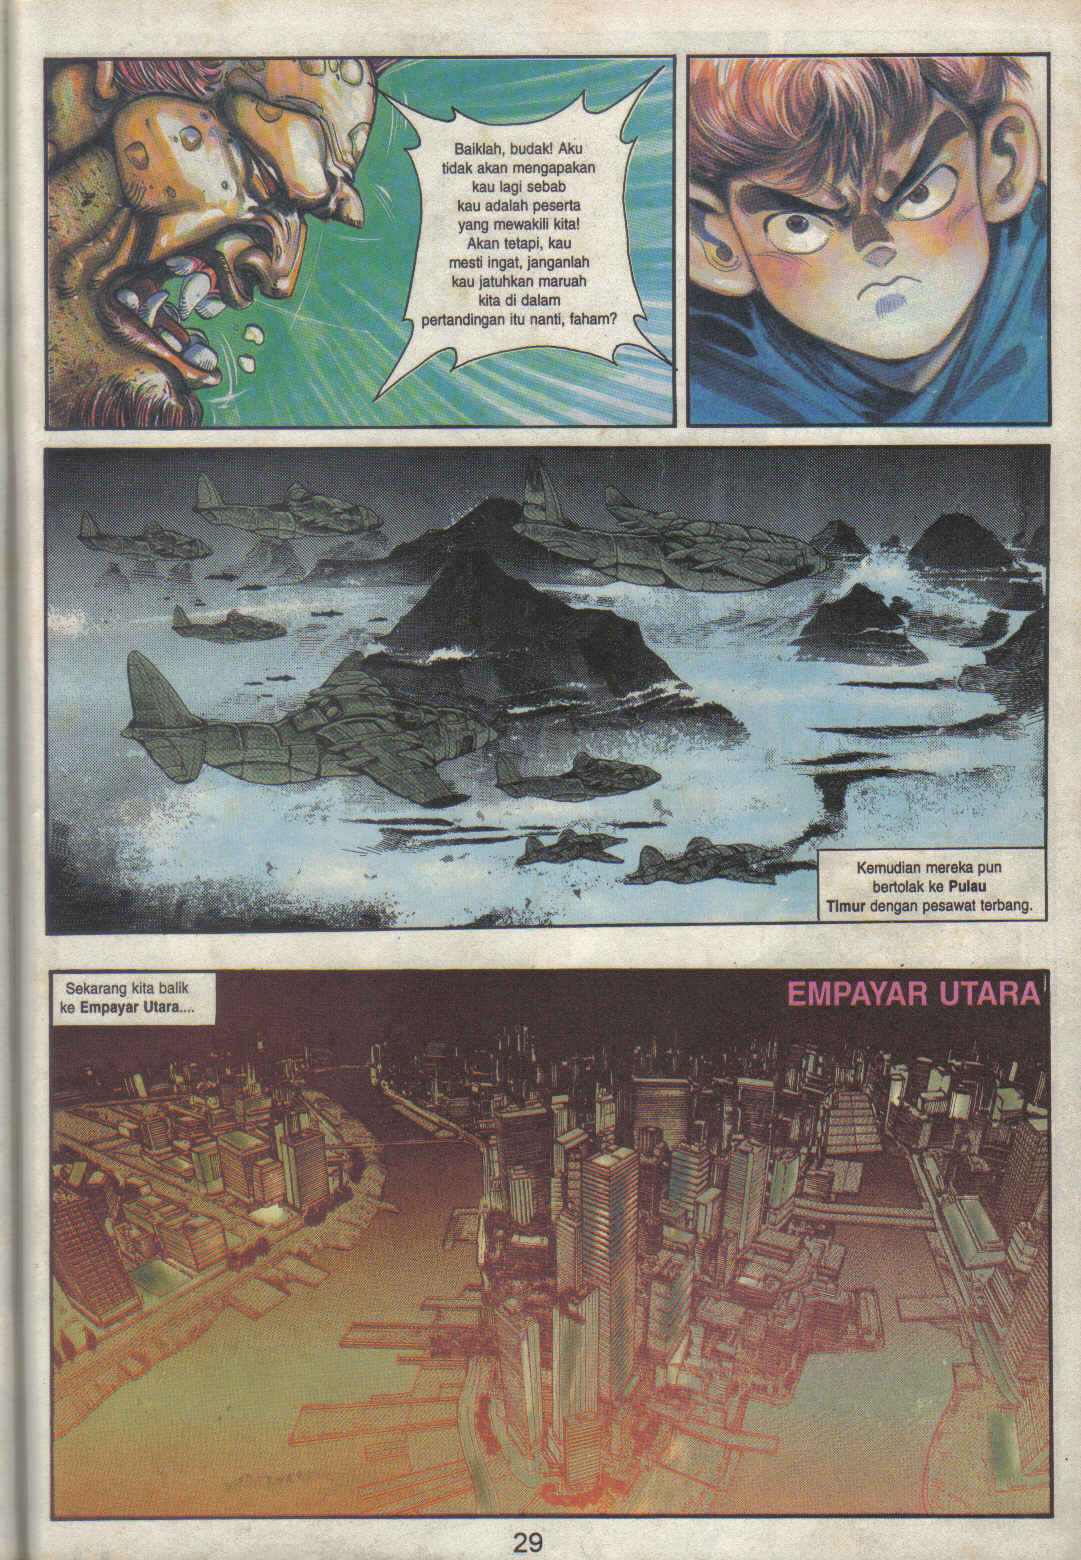 Baiklah, budak! Aku
tidak akan mengapakan
kau lagi sebab
kau adalah peserta
yang mewakili kita!
Akan tetapi, kau
mesti ingat, janganlah
kau jatuhkan maruah
kita di dalam
pertandingan itu nanti, faham?
Kemudian mereka pun
bertolak ke Pulau
Timur dengan pesawat terbang.
Sekarang kita balik
ke Empayar Utara....
EMPAYAR UTARA
29